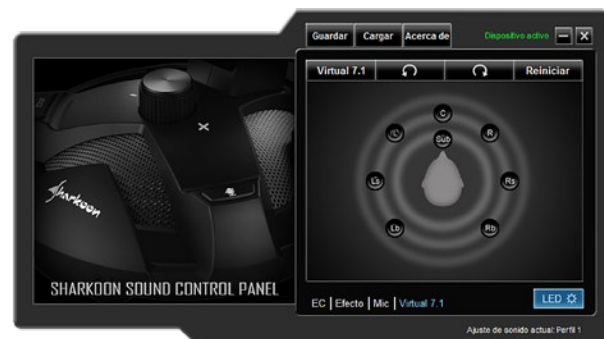 Guardar Cargar Acerca de Dispositivo activo
Virtual 7.1 Reiniciar
C
L R
Sub
Ls Rs
Lb Rb
Sharkoon
SHARKOON SOUND CONTROL PANEL
EC | Efecto | Mic | Virtual 7.1 LED
Ajuste de sonido actual: Perfil 1